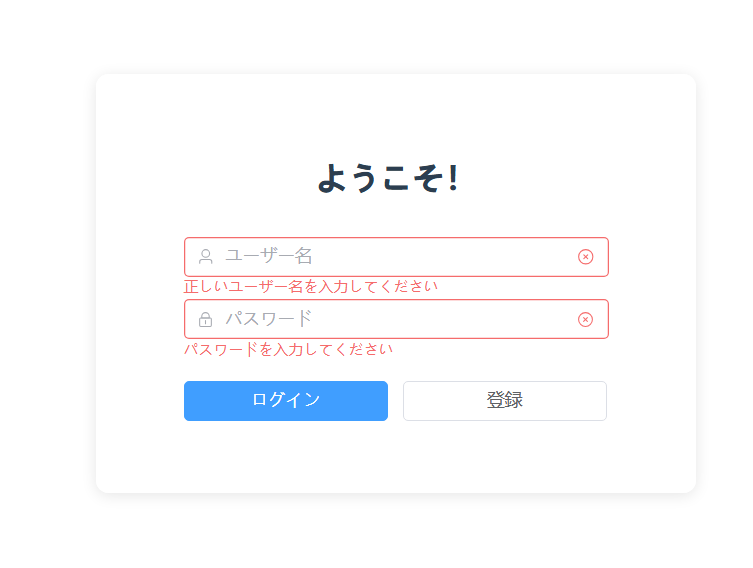 ようこそ!
ユーザー名
正しいユーザー名を入力してください
パスワード
パスワードを入力してください
ログイン
登録